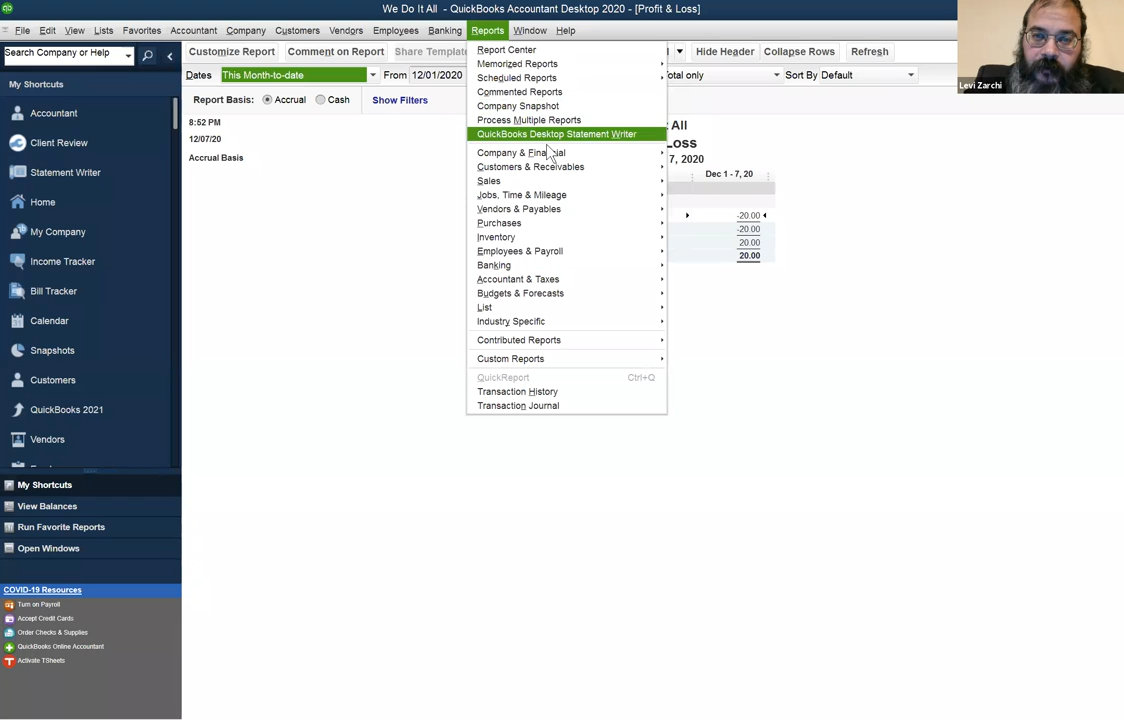 We Do It All - QuickBooks Accountant Desktop 2020 - [Profit & Loss]
File Edit View Lists Favorites Accountant Company Customers Vendors Employees Banking Reports Window Help
Search Company or Help
Customize Report Comment on Report Share Templa Hide Header Collapse Rows Refresh
Dates This Month-to-date From 12/01/2020 otal only Sort By Default
Report Basis: Accrual Cash Show Filters
8:52 PM
12/07/20
Accrual Basis
All
Loss
7, 2020
Dec 1 - 7, 20
-20.00
-20.00
20.00
20.00
Report Center
Memorized Reports
Scheduled Reports
Commented Reports
Company Snapshot
Process Multiple Reports
QuickBooks Desktop Statement Writer
Company & Financial
Customers & Receivables
Sales
Jobs, Time & Mileage
Vendors & Payables
Purchases
Inventory
Employees & Payroll
Banking
Accountant & Taxes
Budgets & Forecasts
List
Industry Specific
Contributed Reports
Custom Reports
QuickReport Ctrl+Q
Transaction History
Transaction Journal
My Shortcuts
Accountant
Client Review
Statement Writer
Home
My Company
Income Tracker
Bill Tracker
Calendar
Snapshots
Customers
QuickBooks 2021
Vendors
My Shortcuts
View Balances
Run Favorite Reports
Open Windows
COVID-19 Resources
Turn on Payroll
Accept Credit Cards
Order Checks & Supplies
QuickBooks Online Accountant
Activate TSheets
Levi Zarchi